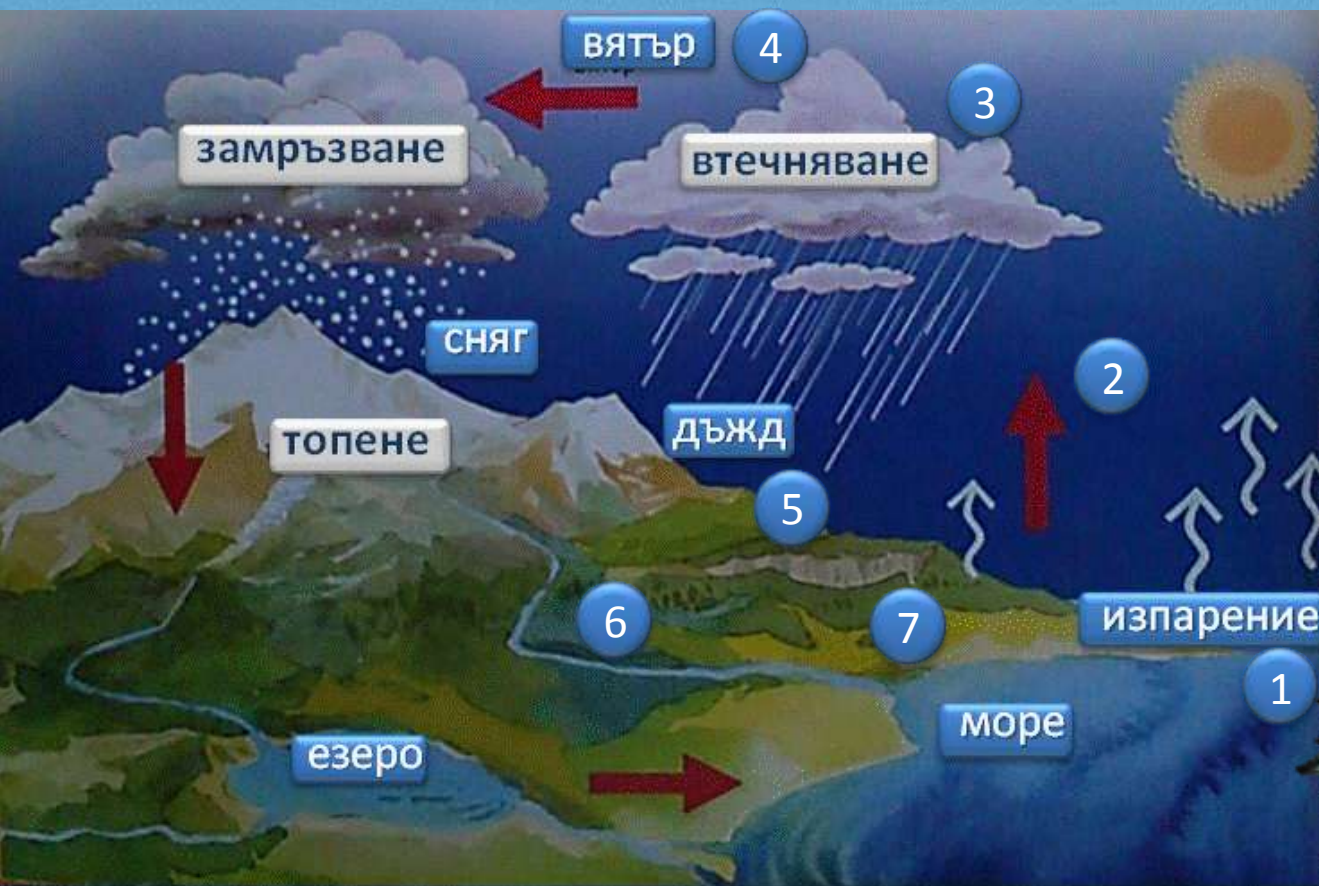 вятър
4
3
замръзване
втечняване
сняг
2
топене
дъжд
5
6
7
изпарение
1
море
езеро